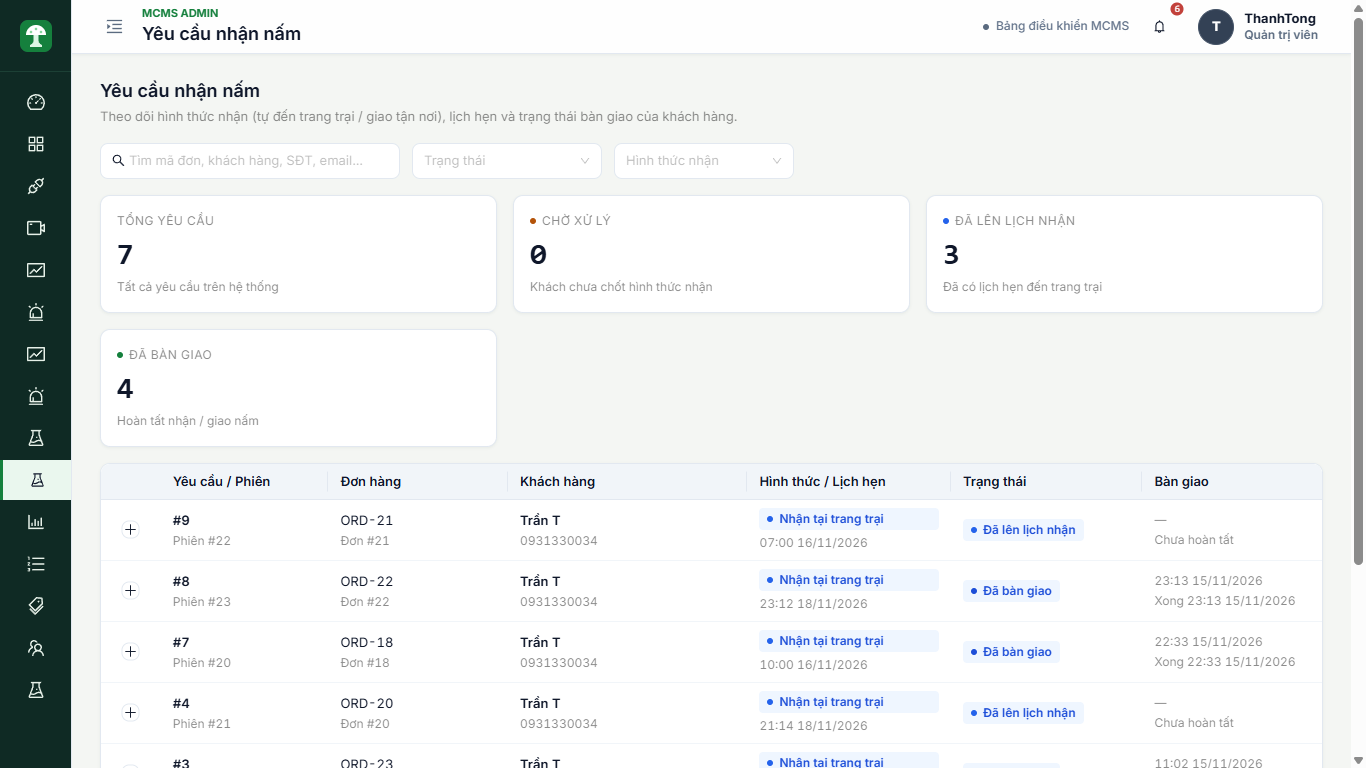 MCMS ADMIN
Yêu cầu nhận nấm
Bảng điều khiển MCMS
6
T
ThanhTong
Quản trị viên
Yêu cầu nhận nấm
Theo dõi hình thức nhận (tự đến trang trại / giao tận nơi), lịch hẹn và trạng thái bàn giao của khách hàng.
Tìm mã đơn, khách hàng, SĐT, email...
Trạng thái
Hình thức nhận
TỔNG YÊU CẦU
7
Tất cả yêu cầu trên hệ thống
CHỜ XỬ LÝ
0
Khách chưa chốt hình thức nhận
ĐÃ LÊN LỊCH NHẬN
3
Đã có lịch hẹn đến trang trại
ĐÃ BÀN GIAO
4
Hoàn tất nhận / giao nấm
Yêu cầu / Phiên Đơn hàng Khách hàng Hình thức / Lịch hẹn Trạng thái Bàn giao
#9 ORD-21 Trần T Nhận tại trang trại Đã lên lịch nhận —
Phiên #22 Đơn #21 0931330034 07:00 16/11/2026 Chưa hoàn tất
#8 ORD-22 Trần T Nhận tại trang trại Đã bàn giao 23:13 15/11/2026
Phiên #23 Đơn #22 0931330034 23:12 18/11/2026 Xong 23:13 15/11/2026
#7 ORD-18 Trần T Nhận tại trang trại Đã bàn giao 22:33 15/11/2026
Phiên #20 Đơn #18 0931330034 10:00 16/11/2026 Xong 22:33 15/11/2026
#4 ORD-20 Trần T Nhận tại trang trại Đã lên lịch nhận —
Phiên #21 Đơn #20 0931330034 21:14 18/11/2026 Chưa hoàn tất
#3 ORD-23 Trần T Nhận tại trang trại 11:02 15/11/2026